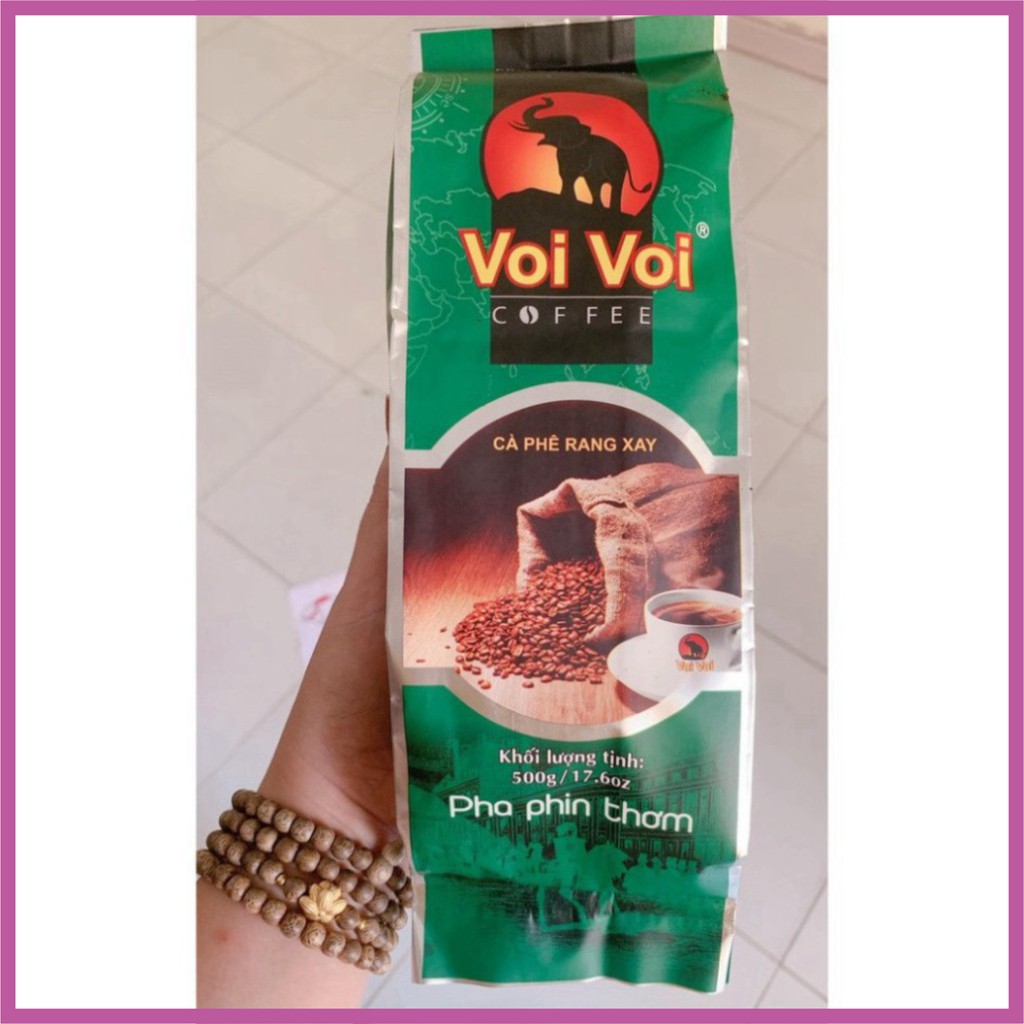 Voi Voi®
COFFEE
CÀ PHÊ RANG XAY
Voi Voi
Khối lượng tịnh:
500g/17.6oz
Pha phin thơm